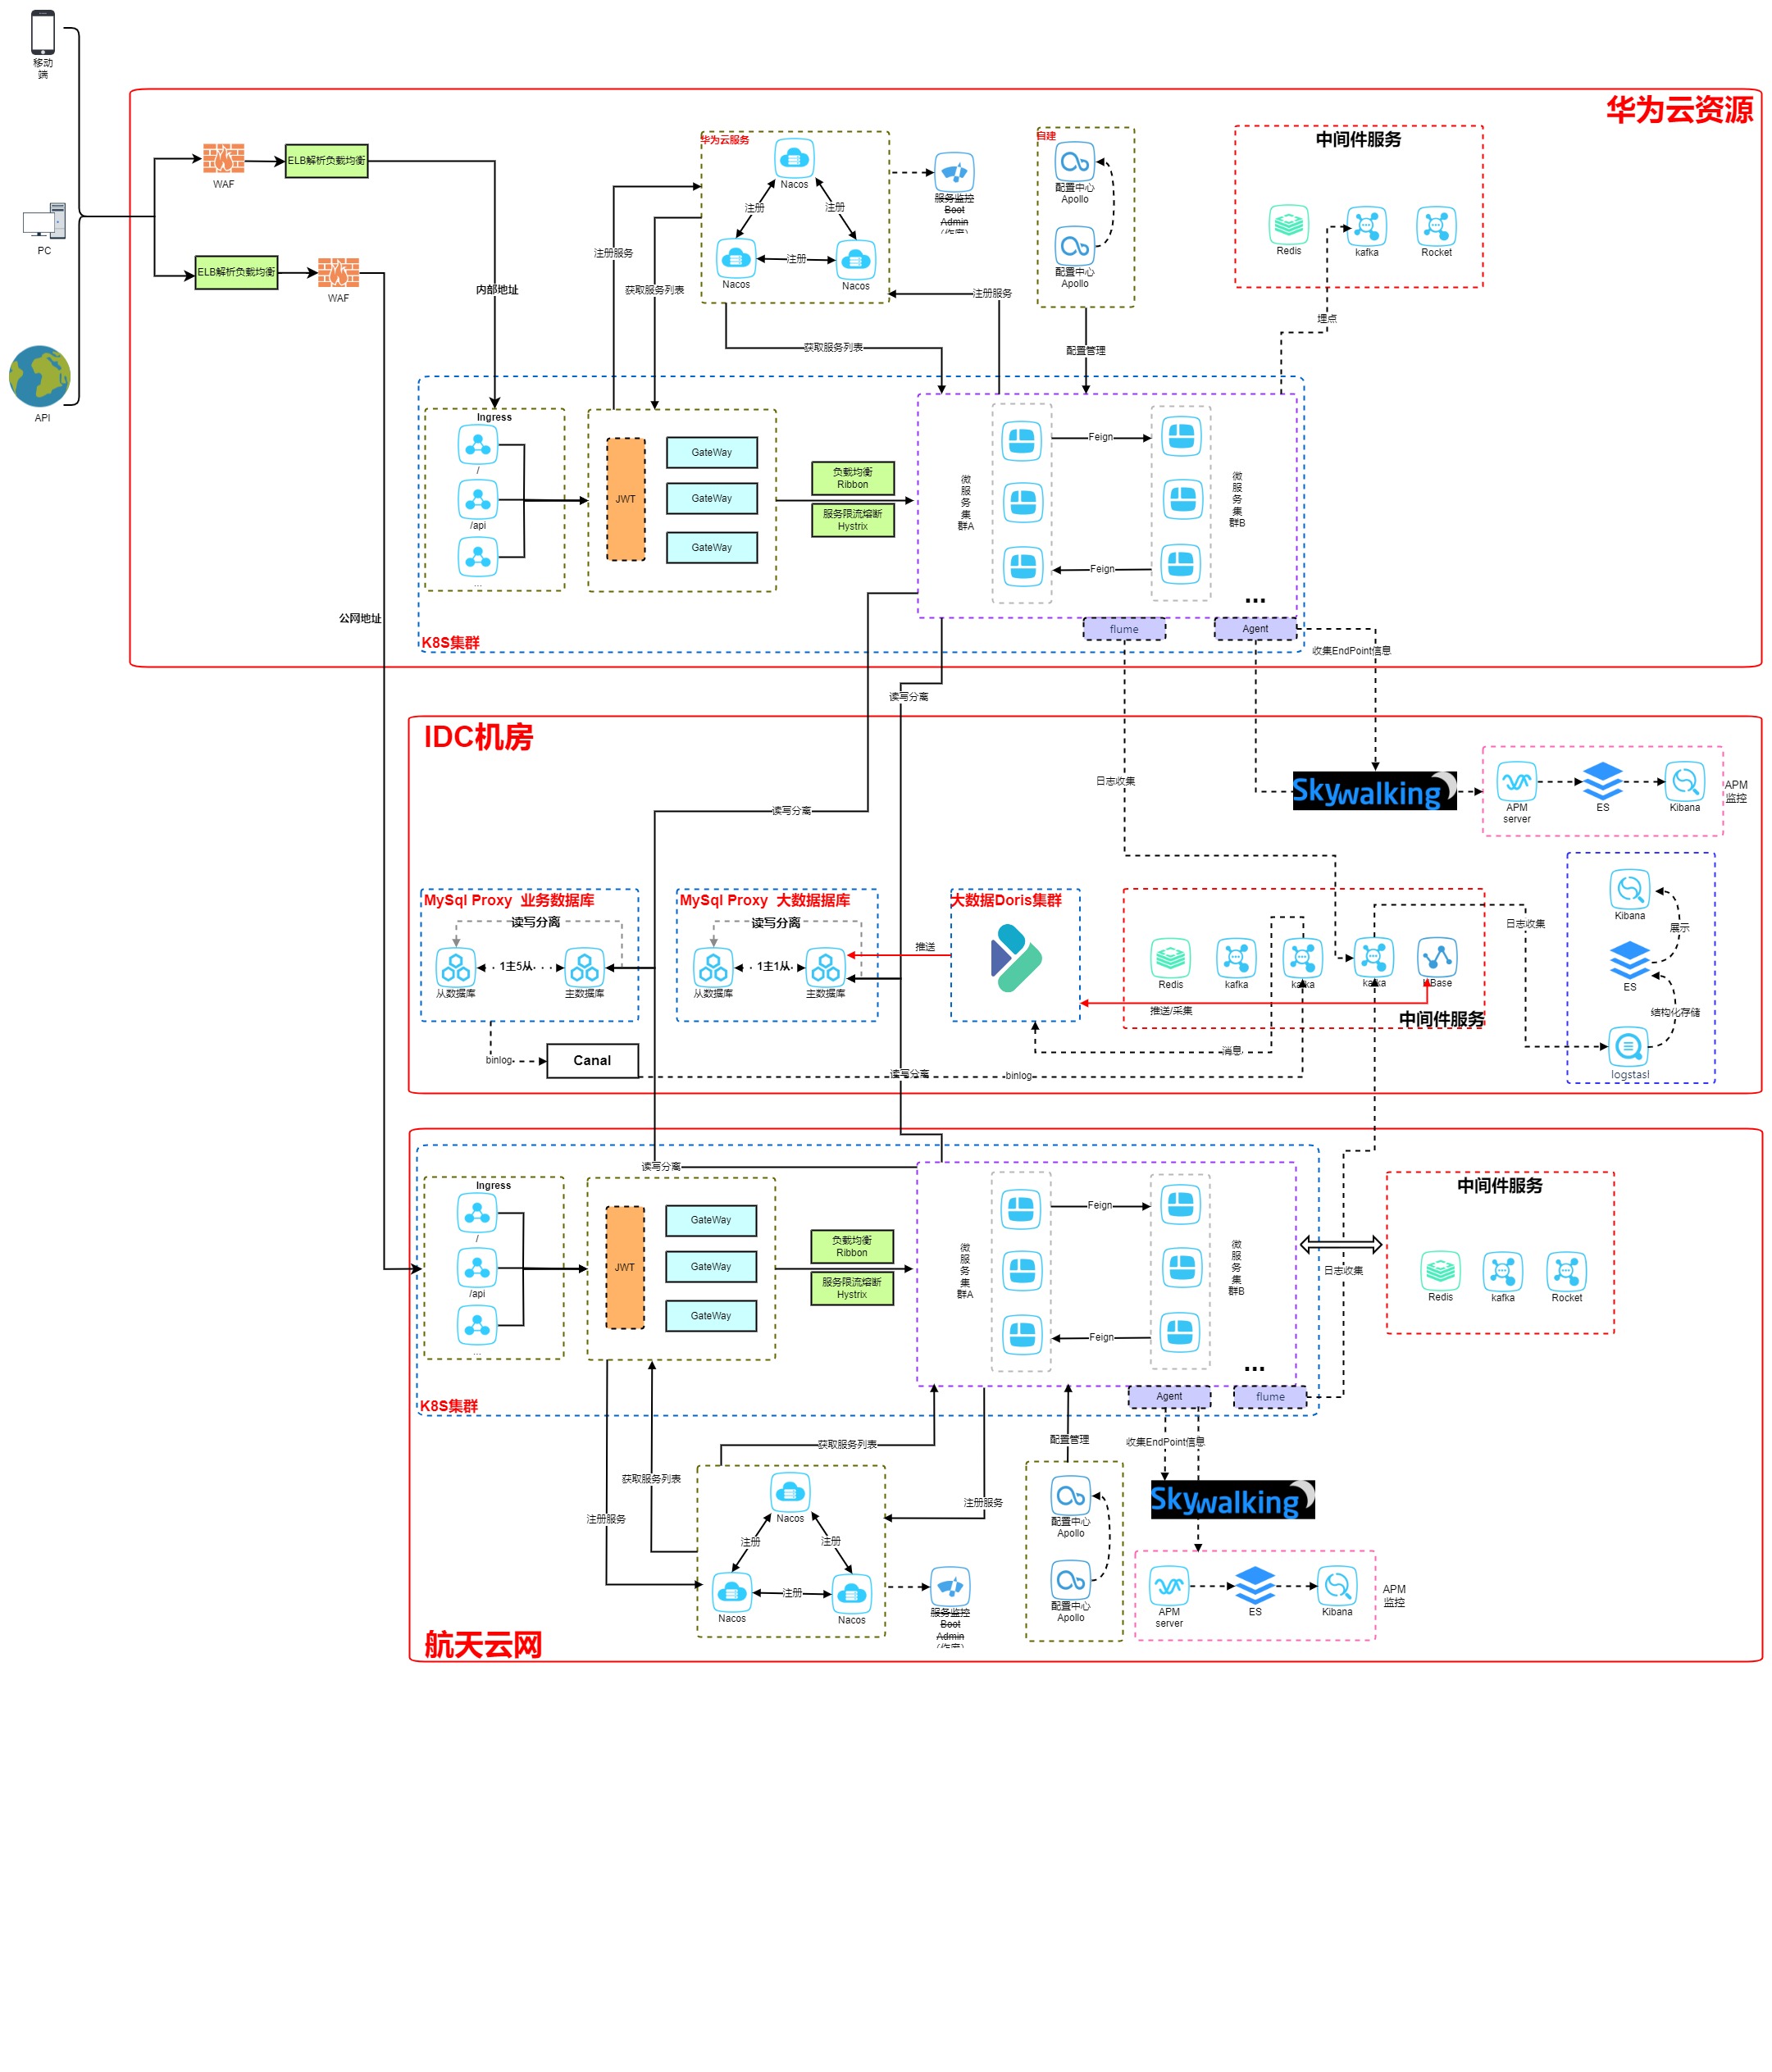 移动
端
PC
API
华为云资源
WAF
ELB解析负载均衡
ELB解析负载均衡
WAF
内部地址
公网地址
华为云服务
Nacos
注册
注册
注册
Nacos
Nacos
服务监控
Boot
Admin
自建
配置中心
Apollo
配置中心
Apollo
中间件服务
Redis
kafka
Rocket
注册服务
获取服务列表
获取服务列表
注册服务
配置管理
埋点
Ingress
/
/api
...
JWT
GateWay
GateWay
GateWay
负载均衡
Ribbon
服务限流熔断
Hystrix
微
服
务
集
群A
Feign
Feign
微
服
务
集
群B
...
K8S集群
flume
Agent
收集EndPoint信息
读写分离
IDC机房
日志收集
读写分离
Skywalking
APM
server
ES
Kibana
APM
监控
MySql Proxy 业务数据库
读写分离
1主5从
从数据库
主数据库
MySql Proxy 大数据据库
读写分离
1主1从
从数据库
主数据库
推送
大数据Doris集群
Redis
kafka
kafka
kafka
HBase
推送/采集
中间件服务
消息
日志收集
Kibana
展示
ES
结构化存储
logstasl
binlog
Canal
binlog
读写分离
读写分离
Ingress
/
/api
...
JWT
GateWay
GateWay
GateWay
负载均衡
Ribbon
服务限流熔断
Hystrix
微
服
务
集
群A
Feign
Feign
微
服
务
集
群B
...
K8S集群
Agent
flume
日志收集
中间件服务
Redis
kafka
Rocket
获取服务列表
获取服务列表
注册服务
注册服务
配置管理
收集EndPoint信息
Nacos
注册
注册
注册
Nacos
Nacos
服务监控
Boot
Admin
配置中心
Apollo
配置中心
Apollo
Skywalking
APM
server
ES
Kibana
APM
监控
航天云网